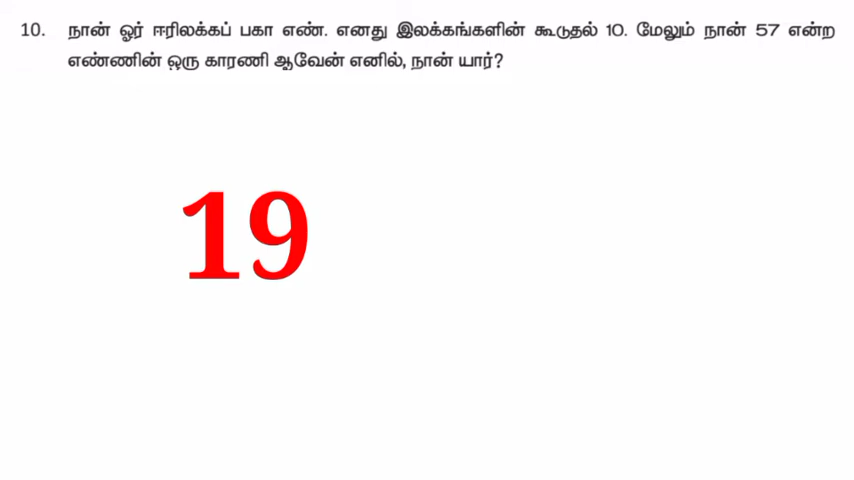 10. நான் ஓர் ஈரிலக்கப் பகா எண். எனது இலக்கங்களின் கூடுதல் 10. மேலும் நான் 57 என்ற
எண்ணின் ஒரு காரணி ஆவேன் எனில், நான் யார்?
19